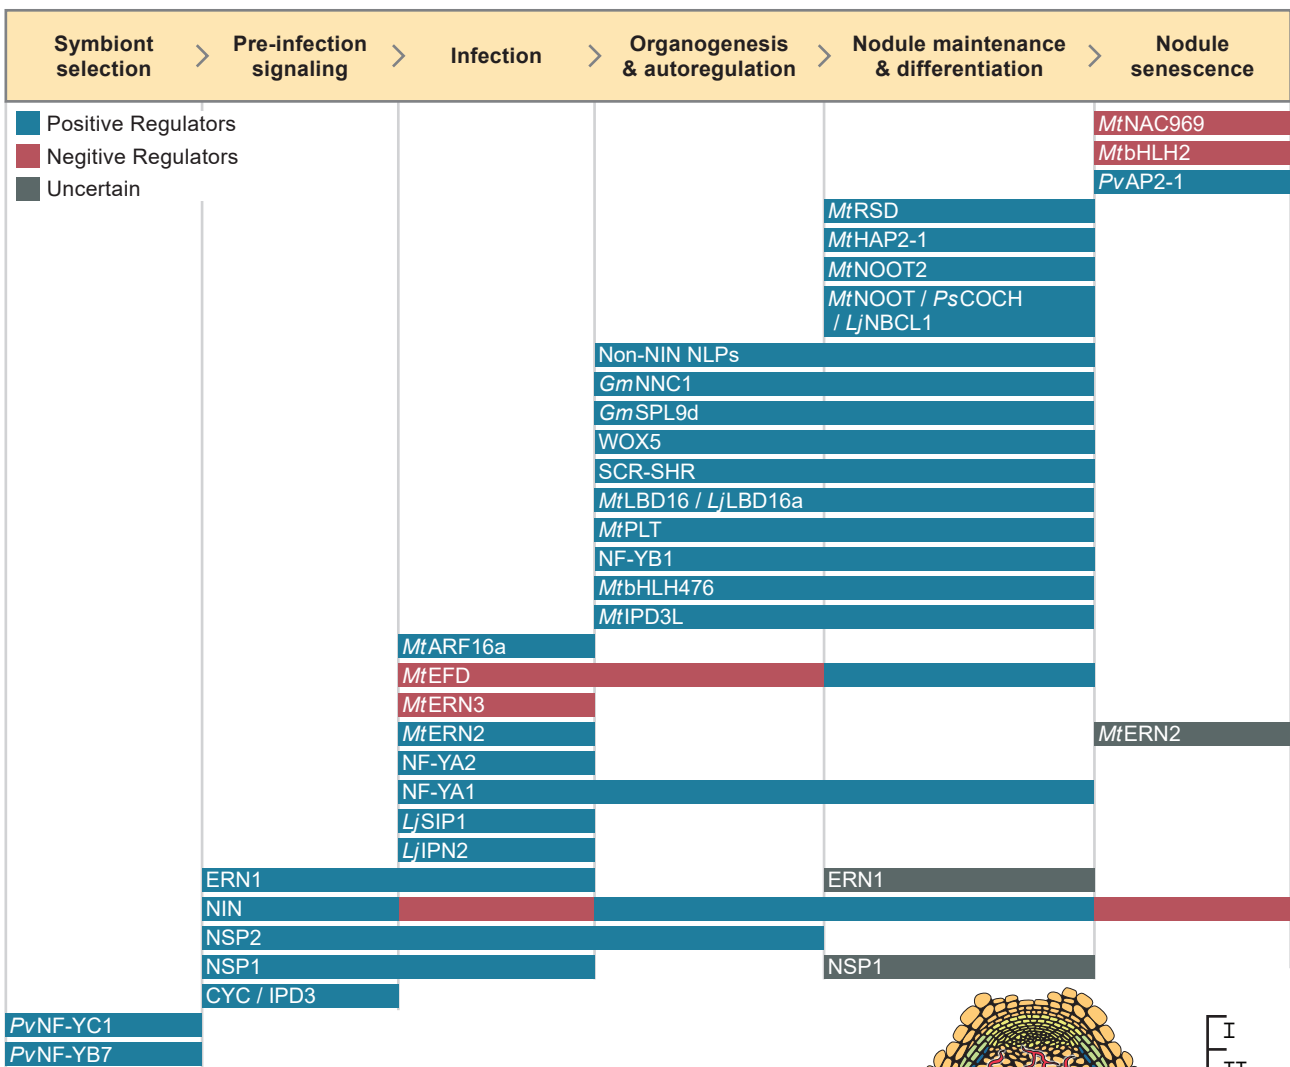 Symbiont
selection
Pre-infection
signaling
Infection
Organogenesis
& autoregulation
Nodule maintenance
& differentiation
Nodule
senescence
Positive Regulators
Negitive Regulators
Uncertain
MtNAC969
MtbHLH2
PvAP2-1
MtRSD
MtHAP2-1
MtNOOT2
MtNOOT / PsCOCH
/ LjNBCL1
Non-NIN NLPs
GmNNC1
GmSPL9d
WOX5
SCR-SHR
MtLBD16 / LjLBD16a
MtPLT
NF-YB1
MtbHLH476
MtIPD3L
MtARF16a
MtEFD
MtERN3
MtERN2
MtERN2
NF-YA2
NF-YA1
LjSIP1
LjIPN2
ERN1
ERN1
NIN
NSP2
NSP1
NSP1
CYC / IPD3
PvNF-YC1
I
PvNF-YB7